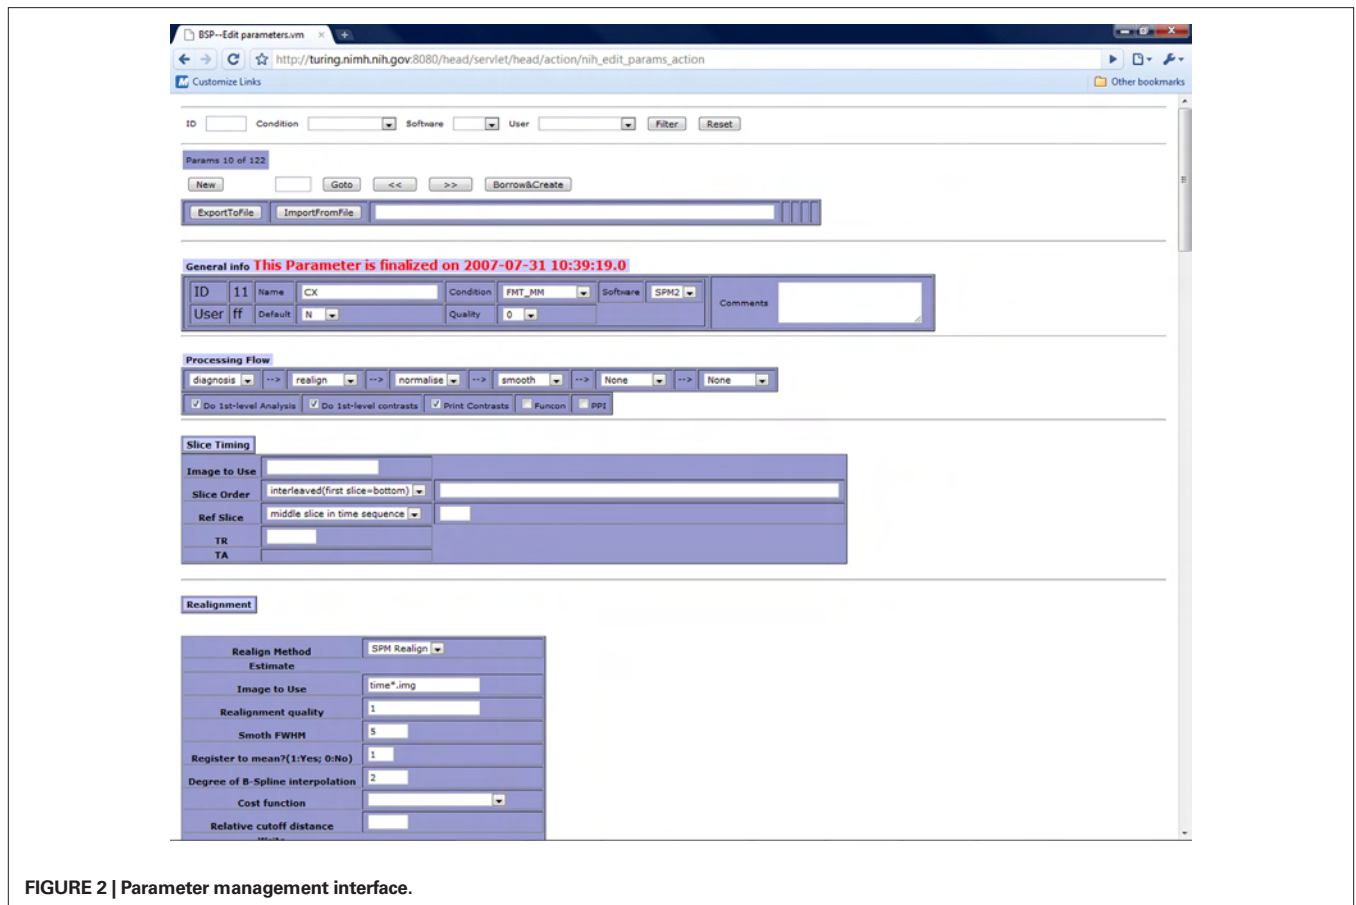 BSP--Edit parameters.vm
http://turing.nimh.nih.gov:8080/head/servlet/head/action/nih_edit_params_action
Customize Links
Other bookmarks
ID Condition Software User Filter Reset
Params 10 of 122
New Goto << >> Borrow&Create
ExportToFile ImportFromFile
General info This Parameter is finalized on 2007-07-31 10:39:19.0
ID 11 Name CX Condition FMT_MM Software SPM2 Comments
User ff Default N Quality 0
Processing Flow
diagnosis --> realign --> normalise --> smooth --> None --> None
Do 1st-level Analysis Do 1st-level contrasts Print Contrasts Funcon PPI
Slice Timing
Image to Use
Slice Order interleaved(first slice=bottom)
Ref Slice middle slice in time sequence
TR
TA
Realignment
Realign Method SPM Realign
Estimate
Image to Use time*.img
Realignment quality 1
Smoth FWHM 5
Register to mean?(1:Yes; 0:No) 1
Degree of B-Spline interpolation 2
Cost function
Relative cutoff distance
FIGURE 2 | Parameter management interface.